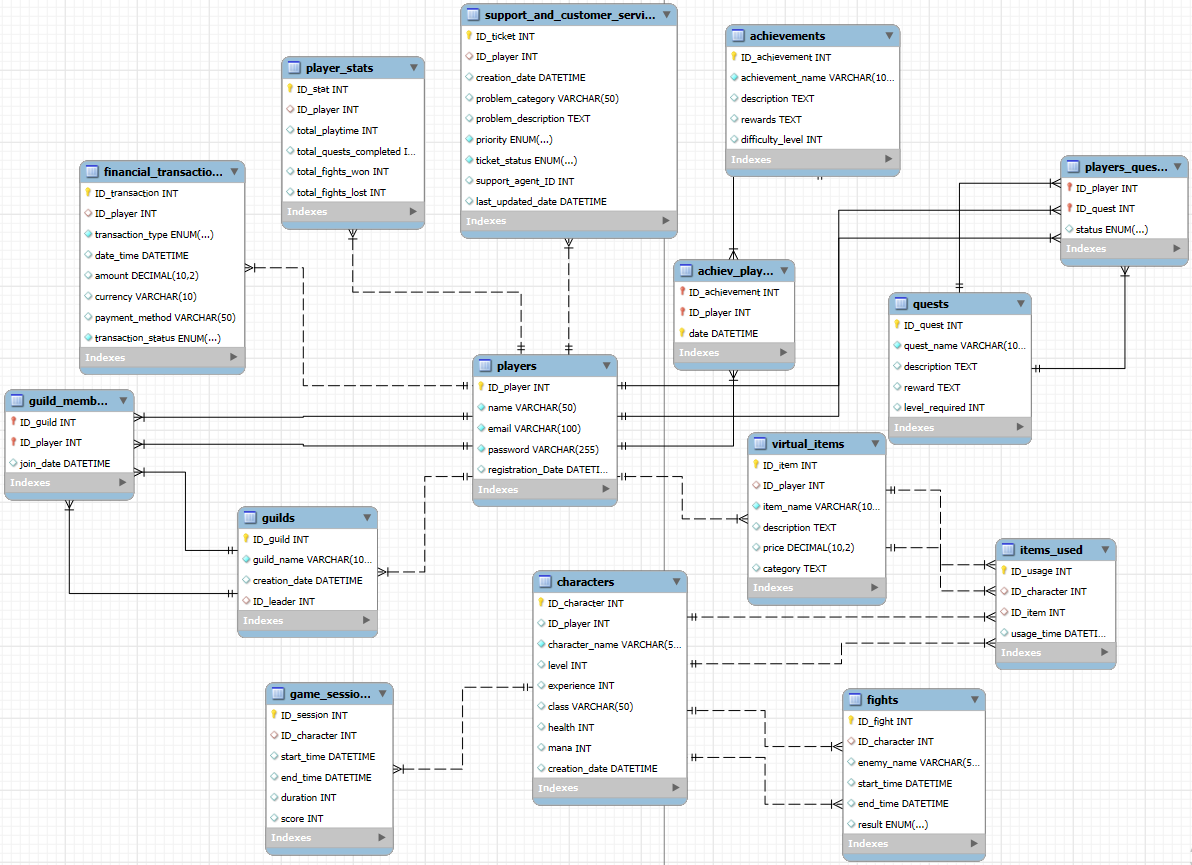 support_and_customer_servi...
ID_ticket INT
ID_player INT
creation_date DATETIME
problem_category VARCHAR(50)
problem_description TEXT
priority ENUM(...)
ticket_status ENUM(...)
support_agent_ID INT
last_updated_date DATETIME
Indexes
achievements
ID_achievement INT
achievement_name VARCHAR(10...
description TEXT
rewards TEXT
difficulty_level INT
Indexes
player_stats
ID_stat INT
ID_player INT
total_playtime INT
total_quests_completed I...
total_fights_won INT
total_fights_lost INT
Indexes
financial_transactio...
ID_transaction INT
ID_player INT
transaction_type ENUM(...)
date_time DATETIME
amount DECIMAL(10,2)
currency VARCHAR(10)
payment_method VARCHAR(50)
transaction_status ENUM(...)
Indexes
players_ques...
ID_player INT
ID_quest INT
status ENUM(...)
Indexes
achiev_play...
ID_achievement INT
ID_player INT
date DATETIME
Indexes
quests
ID_quest INT
quest_name VARCHAR(10...
description TEXT
reward TEXT
level_required INT
Indexes
players
ID_player INT
name VARCHAR(50)
email VARCHAR(100)
password VARCHAR(255)
registration_Date DATETI...
Indexes
guild_memb...
ID_guild INT
ID_player INT
join_date DATETIME
Indexes
virtual_items
ID_item INT
ID_player INT
item_name VARCHAR(10...
description TEXT
price DECIMAL(10,2)
category TEXT
Indexes
guilds
ID_guild INT
guild_name VARCHAR(10...
creation_date DATETIME
ID_leader INT
Indexes
items_used
ID_usage INT
ID_character INT
ID_item INT
usage_time DATETI...
Indexes
characters
ID_character INT
ID_player INT
character_name VARCHAR(5...
level INT
experience INT
class VARCHAR(50)
health INT
mana INT
creation_date DATETIME
Indexes
game_sessio...
ID_session INT
ID_character INT
start_time DATETIME
end_time DATETIME
duration INT
score INT
Indexes
fights
ID_fight INT
ID_character INT
enemy_name VARCHAR(5...
start_time DATETIME
end_time DATETIME
result ENUM(...)
Indexes